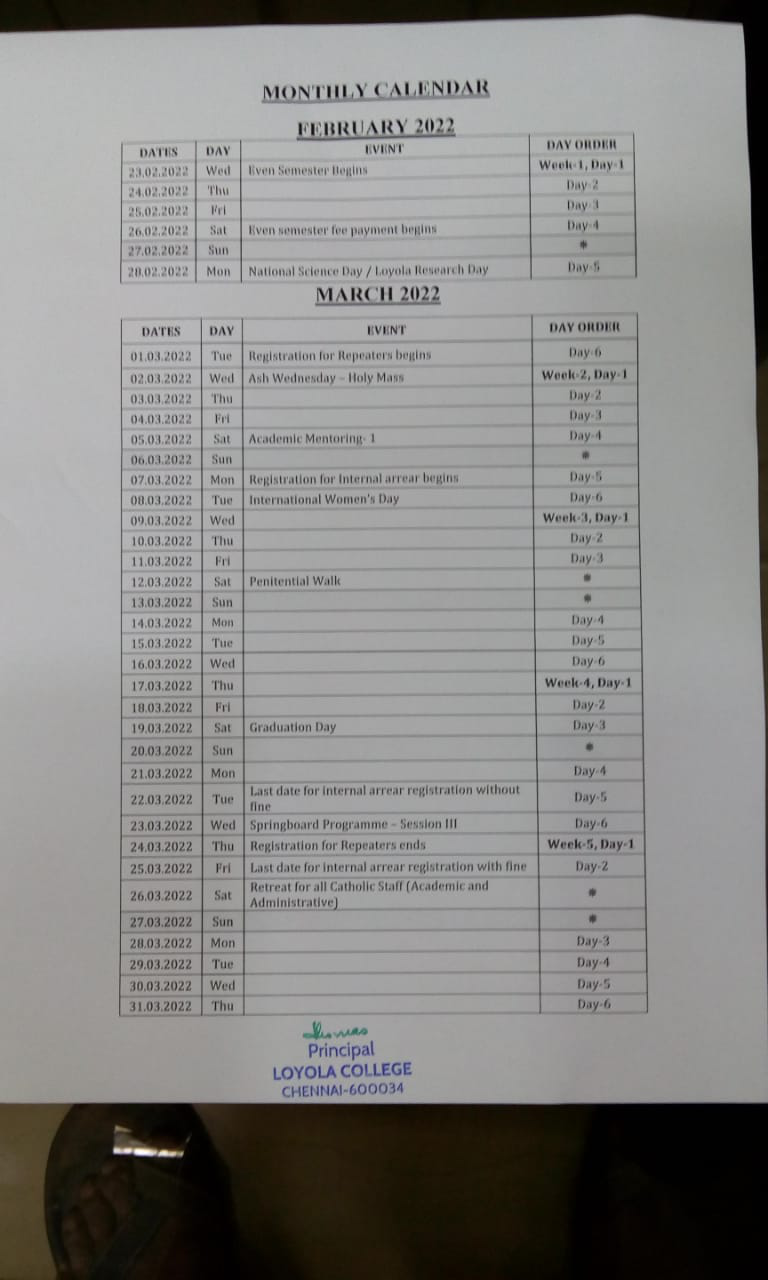 MONTHLY CALENDAR
FEBRUARY 2022
DATES DAY EVENT DAY ORDER
23.02.2022 Wed Even Semester Begins Week-1, Day-1
24.02.2022 Thu Day-2
25.02.2022 Fri Day-3
26.02.2022 Sat Even semester fee payment begins Day-4
27.02.2022 Sun *
28.02.2022 Mon National Science Day / Loyola Research Day Day-5
MARCH 2022
DATES DAY EVENT DAY ORDER
01.03.2022 Tue Registration for Repeaters begins Day-6
02.03.2022 Wed Ash Wednesday – Holy Mass Week-2, Day-1
03.03.2022 Thu Day-2
04.03.2022 Fri Day-3
05.03.2022 Sat Academic Mentoring- 1 Day-4
06.03.2022 Sun *
07.03.2022 Mon Registration for Internal arrear begins Day-5
08.03.2022 Tue International Women's Day Day-6
09.03.2022 Wed Week-3, Day-1
10.03.2022 Thu Day-2
11.03.2022 Fri Day-3
12.03.2022 Sat Penitential Walk *
13.03.2022 Sun *
14.03.2022 Mon Day-4
15.03.2022 Tue Day-5
16.03.2022 Wed Day-6
17.03.2022 Thu Week-4, Day-1
18.03.2022 Fri Day-2
19.03.2022 Sat Graduation Day Day-3
20.03.2022 Sun *
21.03.2022 Mon Day-4
22.03.2022 Tue Last date for internal arrear registration without
fine Day-5
23.03.2022 Wed Springboard Programme – Session III Day-6
24.03.2022 Thu Registration for Repeaters ends Week-5, Day-1
25.03.2022 Fri Last date for internal arrear registration with fine Day-2
26.03.2022 Sat Retreat for all Catholic Staff (Academic and
Administrative) *
27.03.2022 Sun *
28.03.2022 Mon Day-3
29.03.2022 Tue Day-4
30.03.2022 Wed Day-5
31.03.2022 Thu Day-6
Principal
LOYOLA COLLEGE
CHENNAI-600034